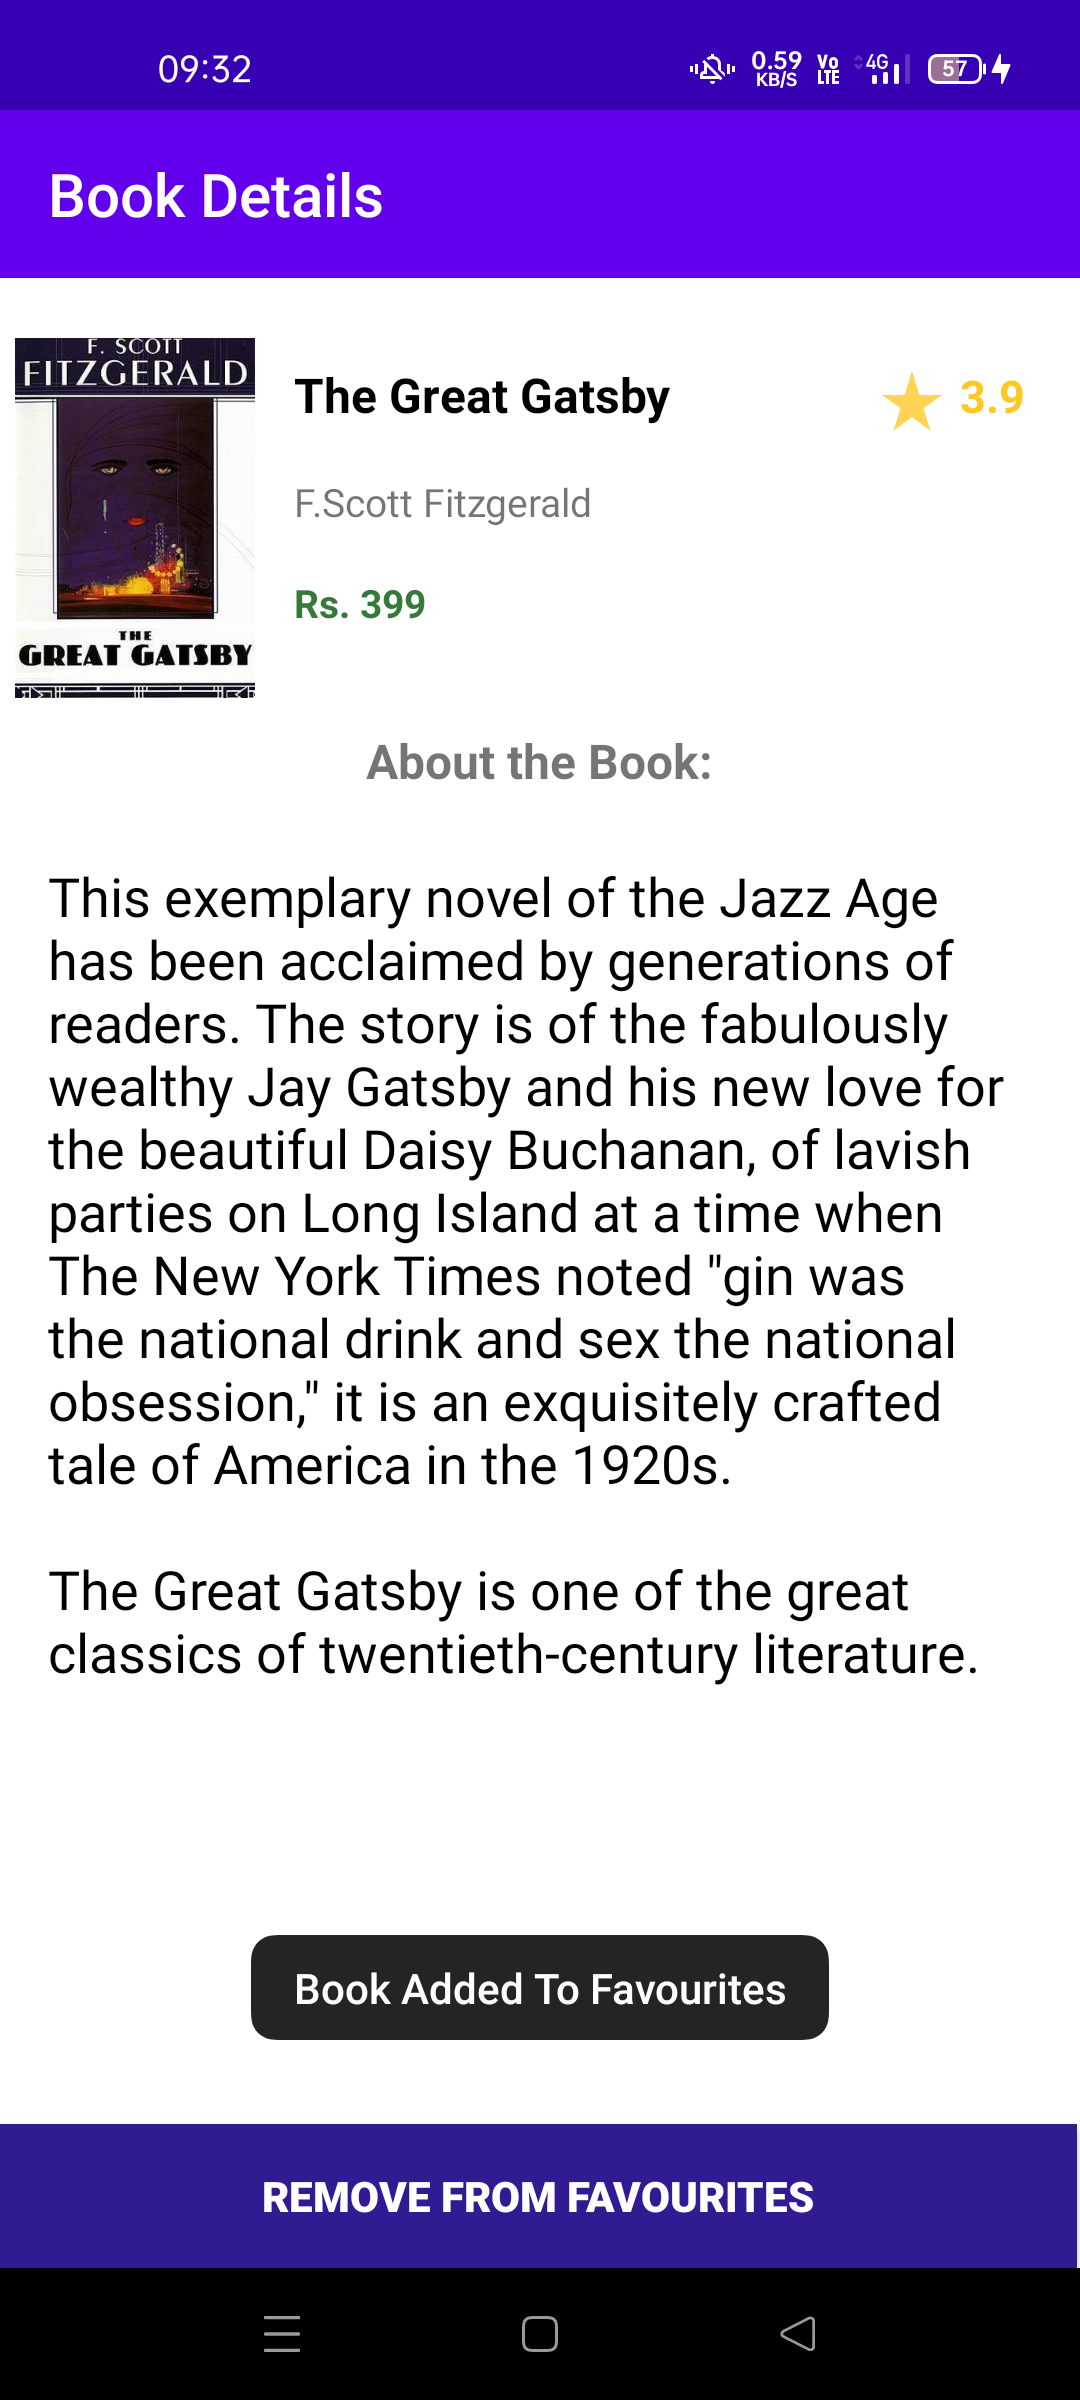 09:32
0.59
KB/S
Vo
LTE
4G
57
Book Details
F. SCOTT
FITZGERALD
THE
GREAT GATSBY
The Great Gatsby
3.9
F.Scott Fitzgerald
Rs. 399
About the Book:
This exemplary novel of the Jazz Age
has been acclaimed by generations of
readers. The story is of the fabulously
wealthy Jay Gatsby and his new love for
the beautiful Daisy Buchanan, of lavish
parties on Long Island at a time when
The New York Times noted "gin was
the national drink and sex the national
obsession," it is an exquisitely crafted
tale of America in the 1920s.
The Great Gatsby is one of the great
classics of twentieth-century literature.
Book Added To Favourites
REMOVE FROM FAVOURITES